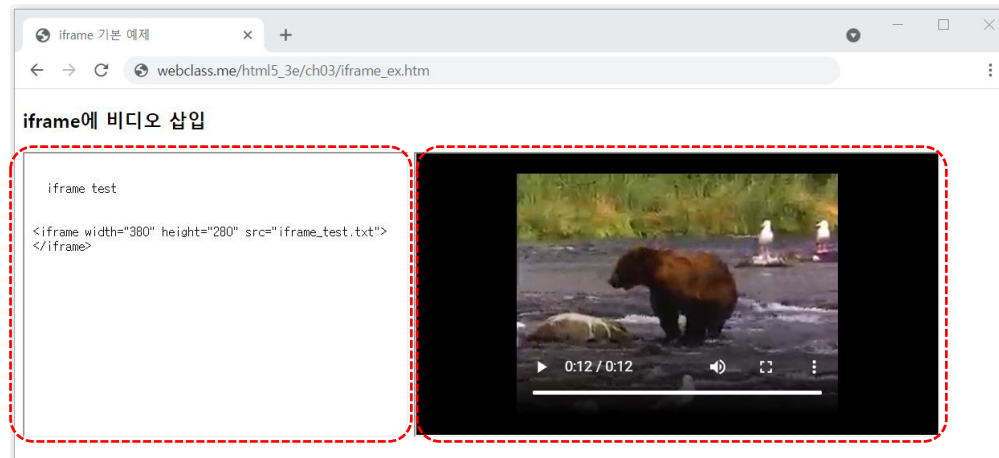 iframe 기본 예제
webclass.me/html5_3e/ch03/iframe_ex.htm
iframe에 비디오 삽입
iframe test
<iframe width="380" height="280" src="iframe_test.txt">
</iframe>
0:12 / 0:12